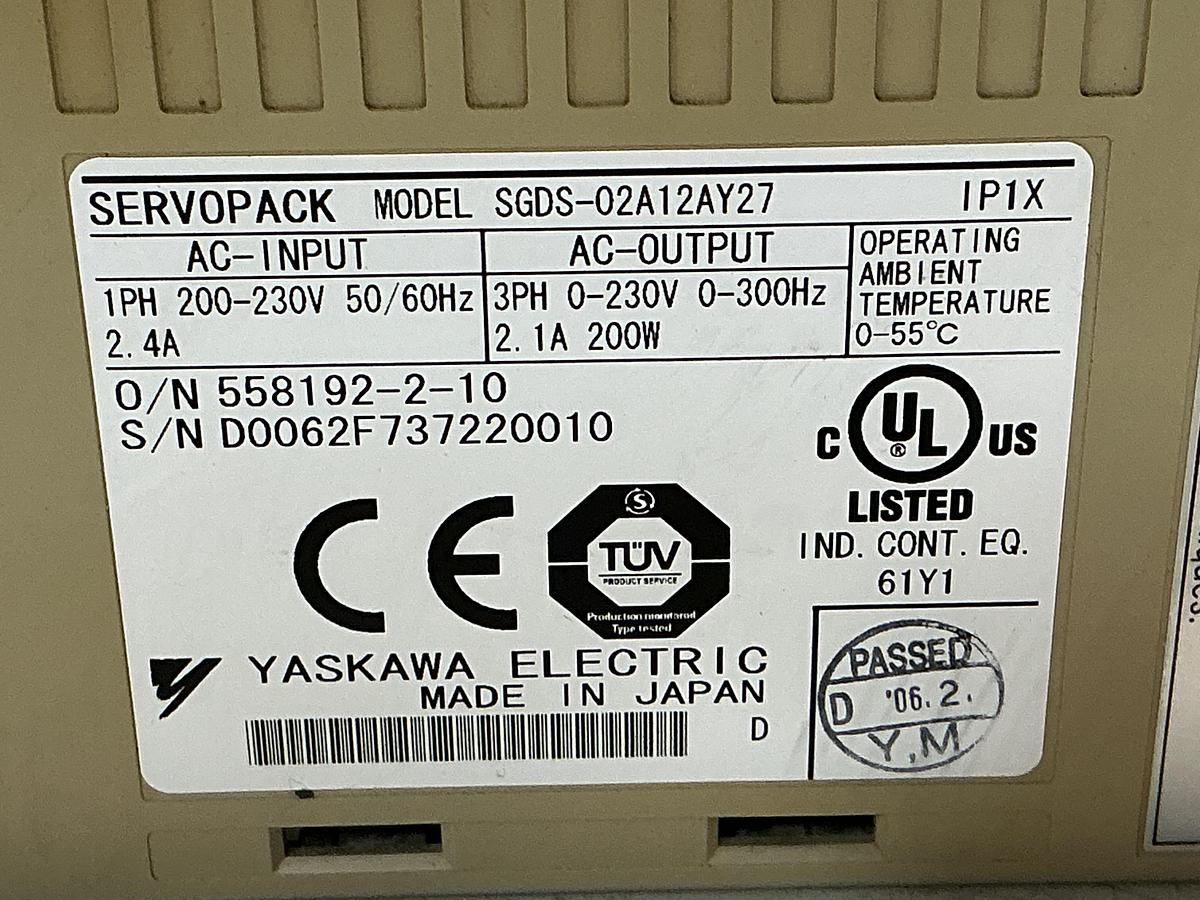 SERVOPACK MODEL SGDS-02A12AY27 IP1X
AC-INPUT
1PH 200-230V 50/60Hz
2.4A
AC-OUTPUT
3PH 0-230V 0-300Hz
2.1A 200W
OPERATING
AMBIENT
TEMPERATURE
0-55°C
O/N 558192-2-10
S/N D0062F737220010
C UL ® US
LISTED
IND. CONT. EQ.
61Y1
CE
S
TÜV
PRODUCT SERVICE
Production monitored
Type tested
YASKAWA ELECTRIC
MADE IN JAPAN
D
PASSED
D '06.2.
Y,M